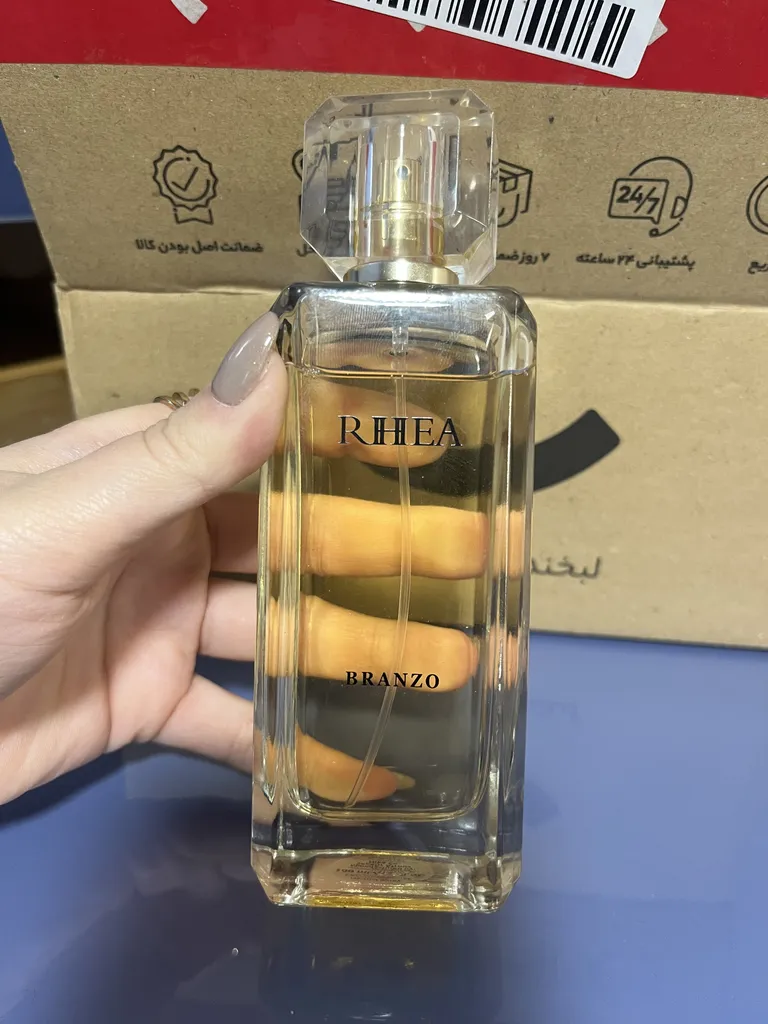 ضمانت اصل بودن کالا
۷ روز ضم
24/7
پشتیبانی ۲۴ ساعته
RHEA
لبخند
BRANZO